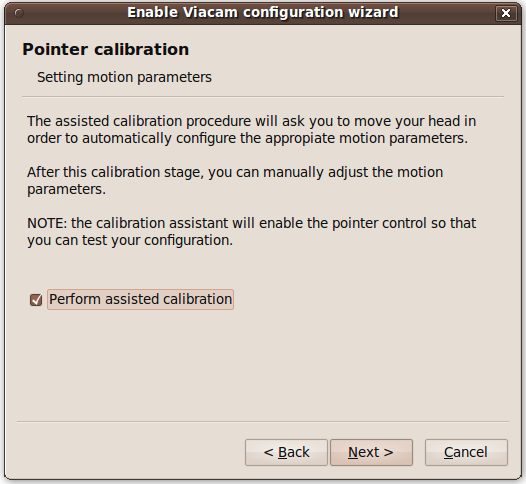 Enable Viacam configuration wizard
Pointer calibration
Setting motion parameters
The assisted calibration procedure will ask you to move your head in
order to automatically configure the appropiate motion parameters.
After this calibration stage, you can manually adjust the motion
parameters.
NOTE: the calibration assistant will enable the pointer control so that
you can test your configuration.
Perform assisted calibration
< Back Next > Cancel